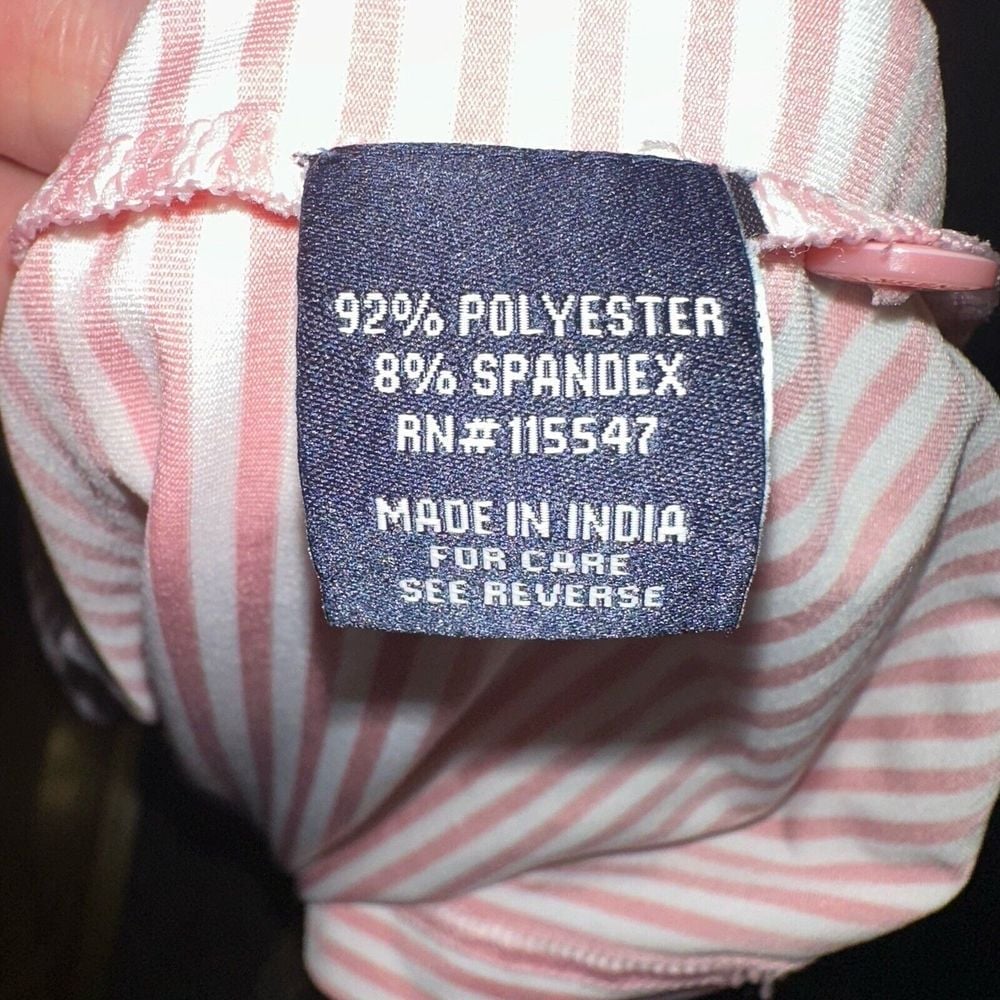 92% POLYESTER
8% SPANDEX
RN#115547
MADE IN INDIA
FOR CARE
SEE REVERSE